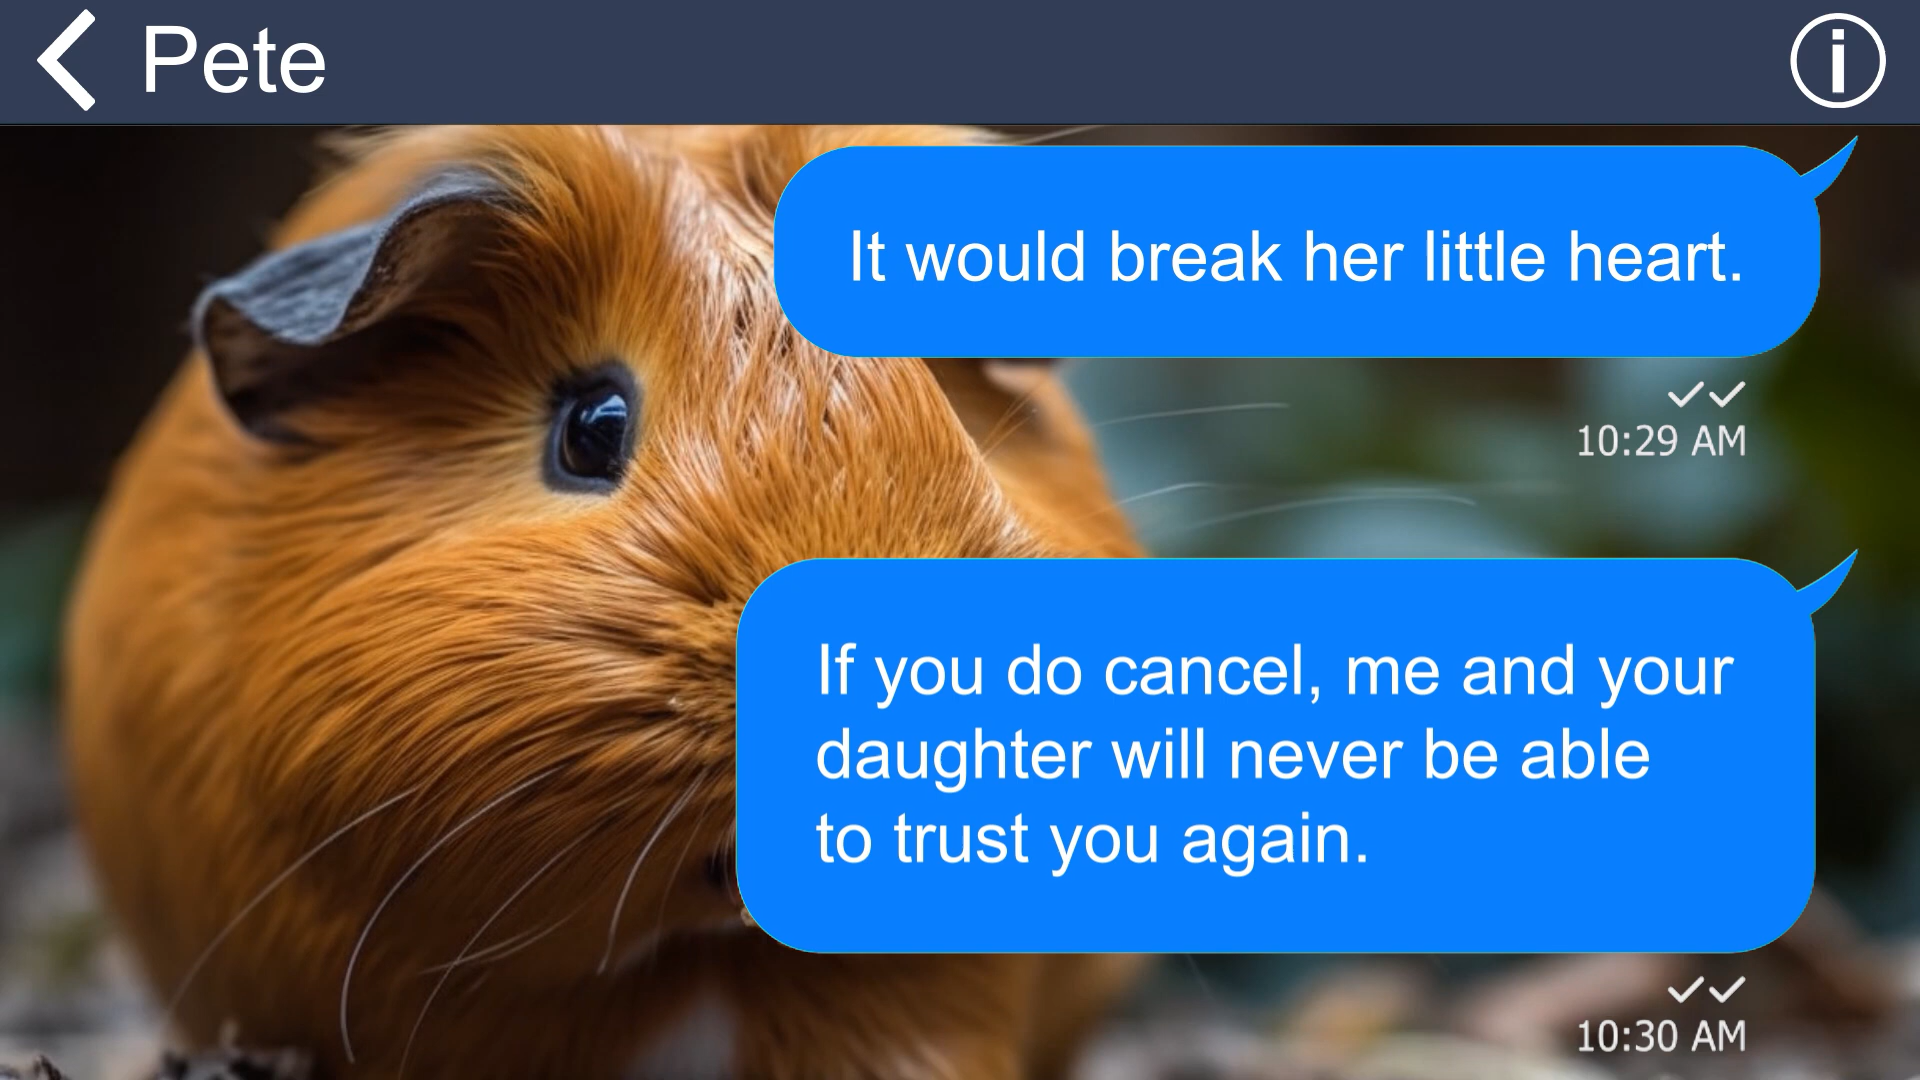 Pete
It would break her little heart.
10:29 AM
If you do cancel, me and your
daughter will never be able
to trust you again.
10:30 AM